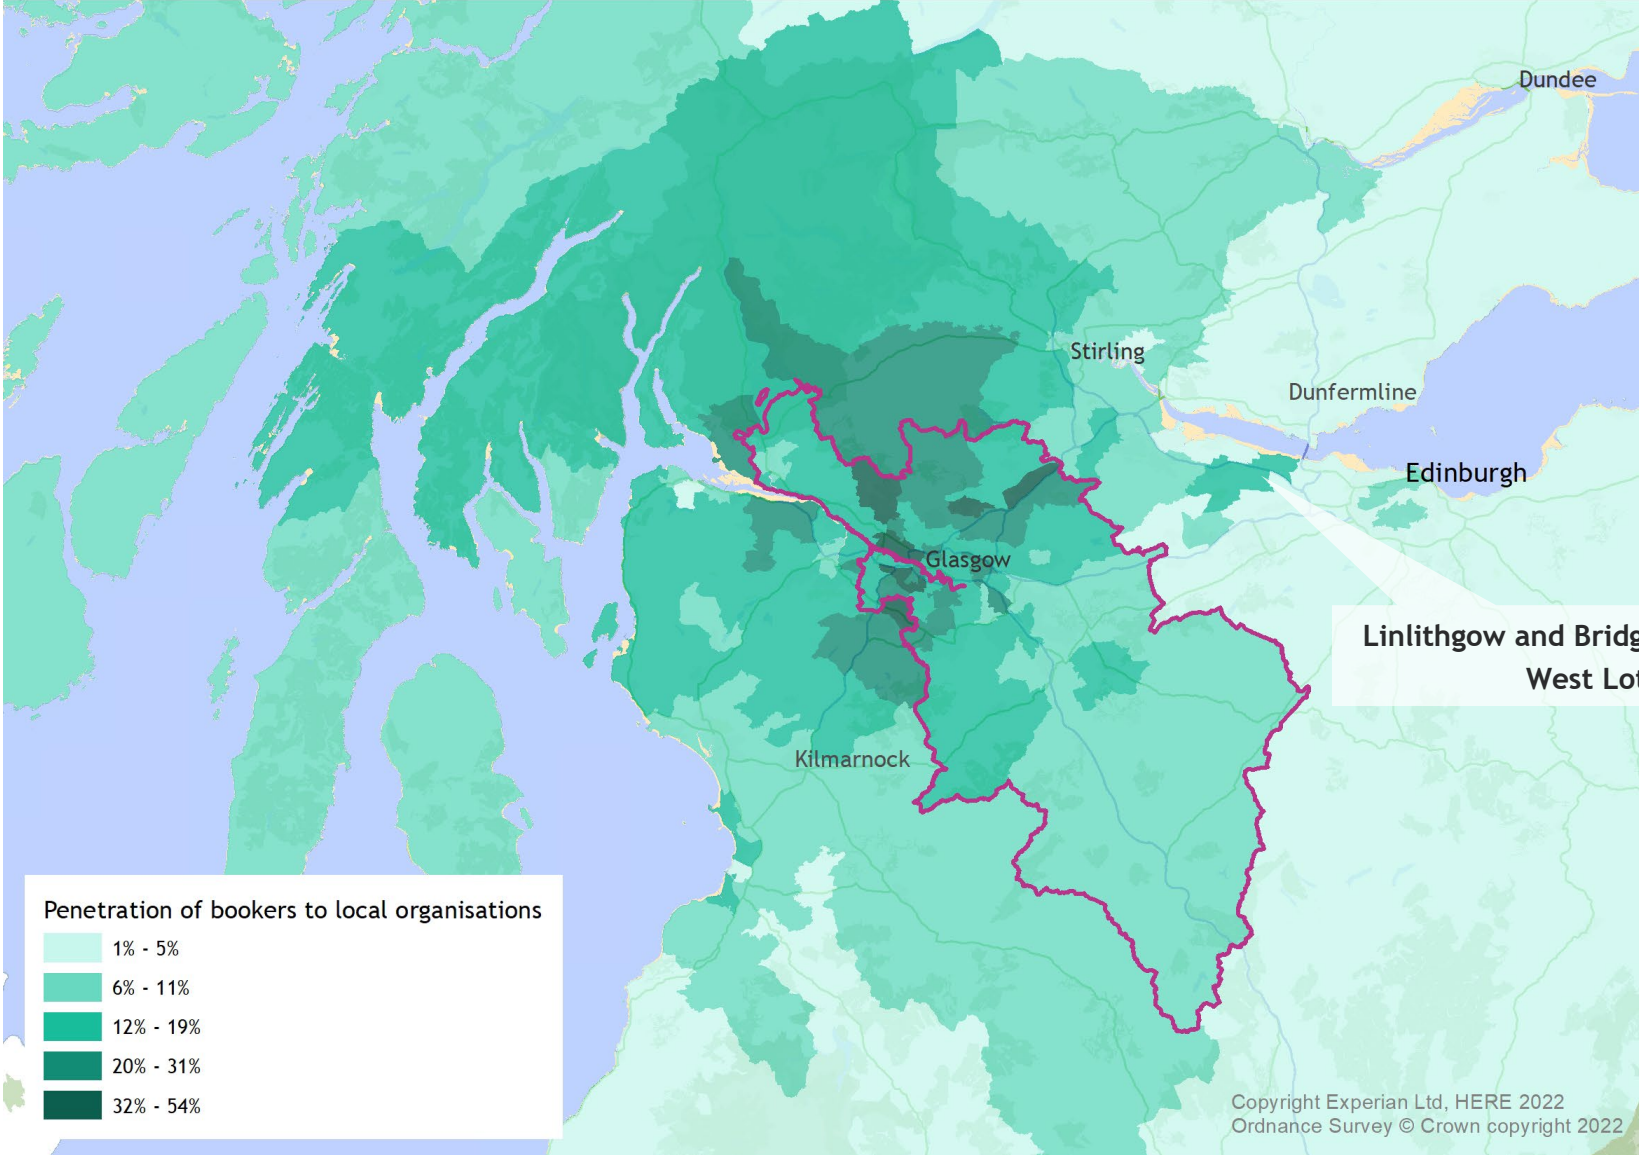 Dundee
Stirling
Dunfermline
Edinburgh
Glasgow
Linlithgow and Bridg
West Lot
Kilmarnock
Penetration of bookers to local organisations
1% - 5%
6% - 11%
12% - 19%
20% - 31%
32% - 54%
Copyright Experian Ltd, HERE 2022
Ordnance Survey © Crown copyright 2022